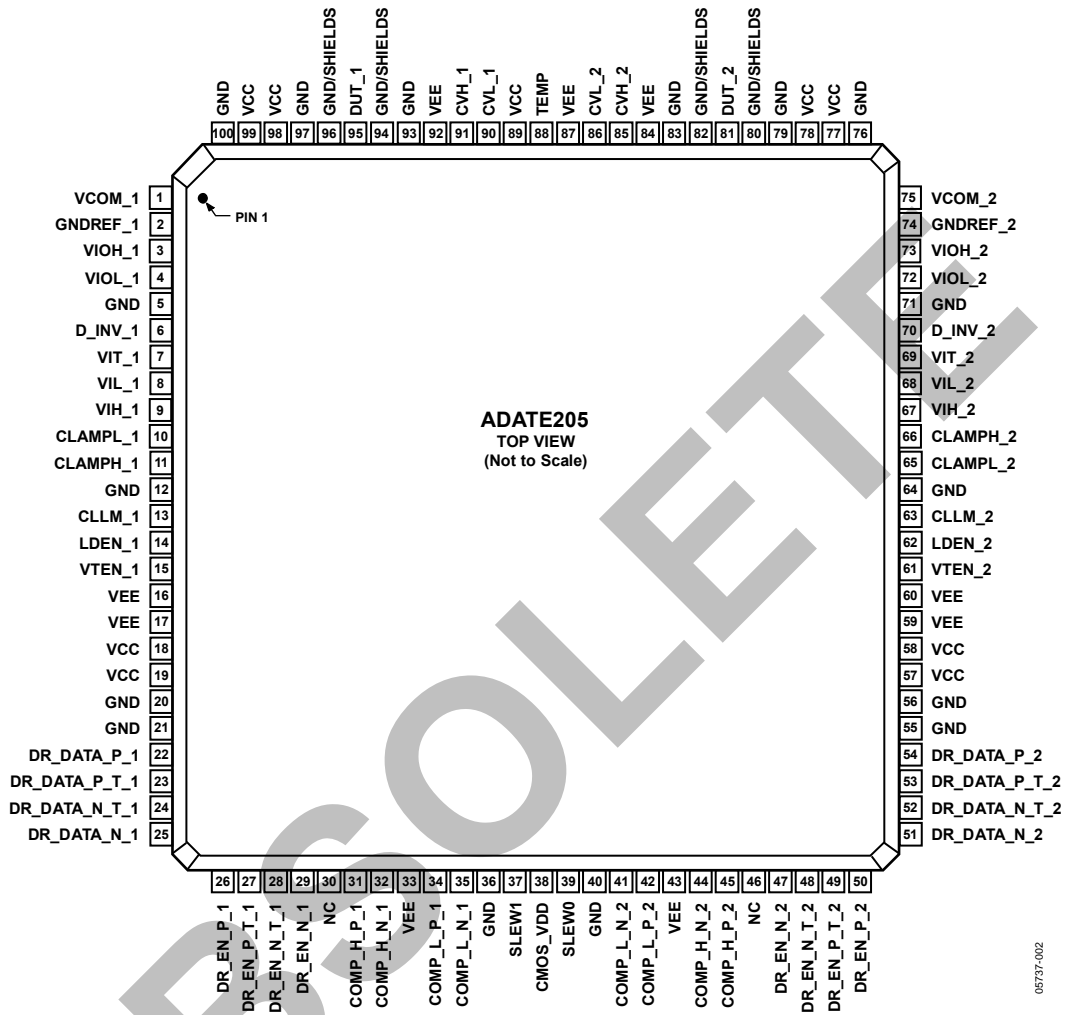 GND VCC VCC GND GND/SHIELDS DUT_1 GND/SHIELDS GND VEE CVH_1 CVL_1 VCC TEMP VEE CVL_2 CVH_2 VEE GND GND/SHIELDS DUT_2 GND/SHIELDS GND VCC VCC GND
100 99 98 97 96 95 94 93 92 91 90 89 88 87 86 85 84 83 82 81 80 79 78 77 76
VCOM_1 1
GNDREF_1 2
VIOH_1 3
VIOL_1 4
GND 5
D_INV_1 6
VIT_1 7
VIL_1 8
VIH_1 9
CLAMPL_1 10
CLAMPH_1 11
GND 12
CLLM_1 13
LDEN_1 14
VTEN_1 15
VEE 16
VEE 17
VCC 18
VCC 19
GND 20
GND 21
DR_DATA_P_1 22
DR_DATA_P_T_1 23
DR_DATA_N_T_1 24
DR_DATA_N_1 25
PIN 1
ADATE205
TOP VIEW
(Not to Scale)
75 VCOM_2
74 GNDREF_2
73 VIOH_2
72 VIOL_2
71 GND
70 D_INV_2
69 VIT_2
68 VIL_2
67 VIH_2
66 CLAMPH_2
65 CLAMPL_2
64 GND
63 CLLM_2
62 LDEN_2
61 VTEN_2
60 VEE
59 VEE
58 VCC
57 VCC
56 GND
55 GND
54 DR_DATA_P_2
53 DR_DATA_P_T_2
52 DR_DATA_N_T_2
51 DR_DATA_N_2
26 27 28 29 30 31 32 33 34 35 36 37 38 39 40 41 42 43 44 45 46 47 48 49 50
DR_EN_P_1 DR_EN_P_T_1 DR_EN_N_T_1 DR_EN_N_1 NC COMP_H_P_1 COMP_H_N_1 VEE COMP_L_P_1 COMP_L_N_1 GND SLEW1 CMOS_VDD SLEW0 GND COMP_L_N_2 COMP_L_P_2 VEE COMP_H_N_2 COMP_H_P_2 NC DR_EN_N_2 DR_EN_N_T_2 DR_EN_P_T_2 DR_EN_P_2
05737-002
OBSOLETE